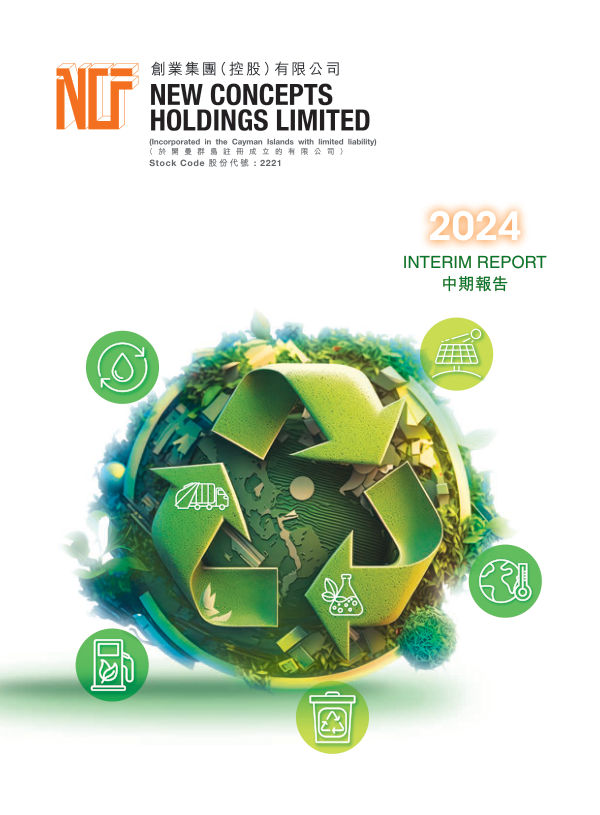 NCF
創業集團（控股）有限公司
NEW CONCEPTS
HOLDINGS LIMITED
(Incorporated in the Cayman Islands with limited liability)
（於開曼群島註冊成立的有限公司）
Stock Code 股份代號 : 2221
2024
INTERIM REPORT
中期報告